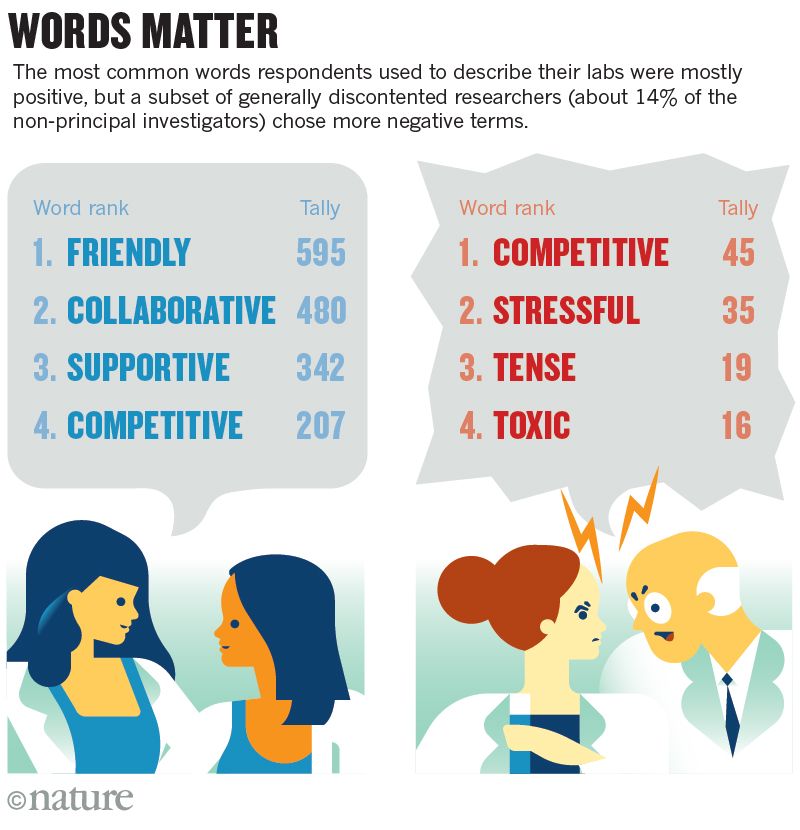 WORDS MATTER
The most common words respondents used to describe their labs were mostly
positive, but a subset of generally discontented researchers (about 14% of the
non-principal investigators) chose more negative terms.
Word rank Tally
1. FRIENDLY 595
2. COLLABORATIVE 480
3. SUPPORTIVE 342
4. COMPETITIVE 207
Word rank Tally
1. COMPETITIVE 45
2. STRESSFUL 35
3. TENSE 19
4. TOXIC 16
©nature